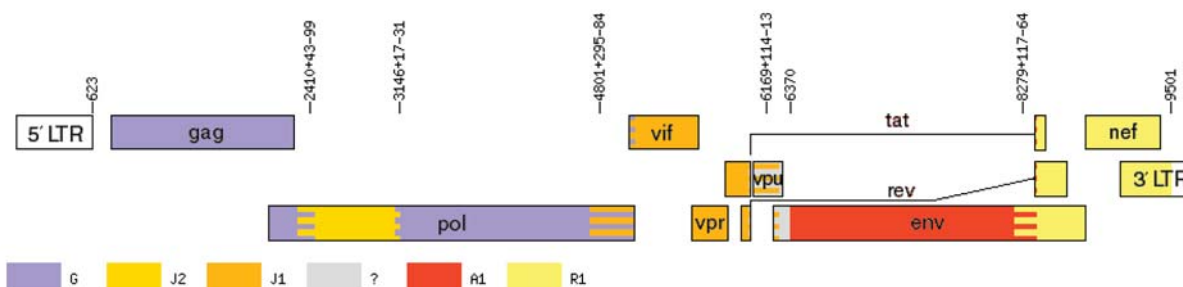 623
2410+43-99
3146+17-31
4801+295-84
6169+114-13
6370
8279+117-64
9501
5′ LTR
gag
vif
tat
nef
vpu
rev
3′ LTR
pol
vpr
env
G
J2
J1
?
A1
R1